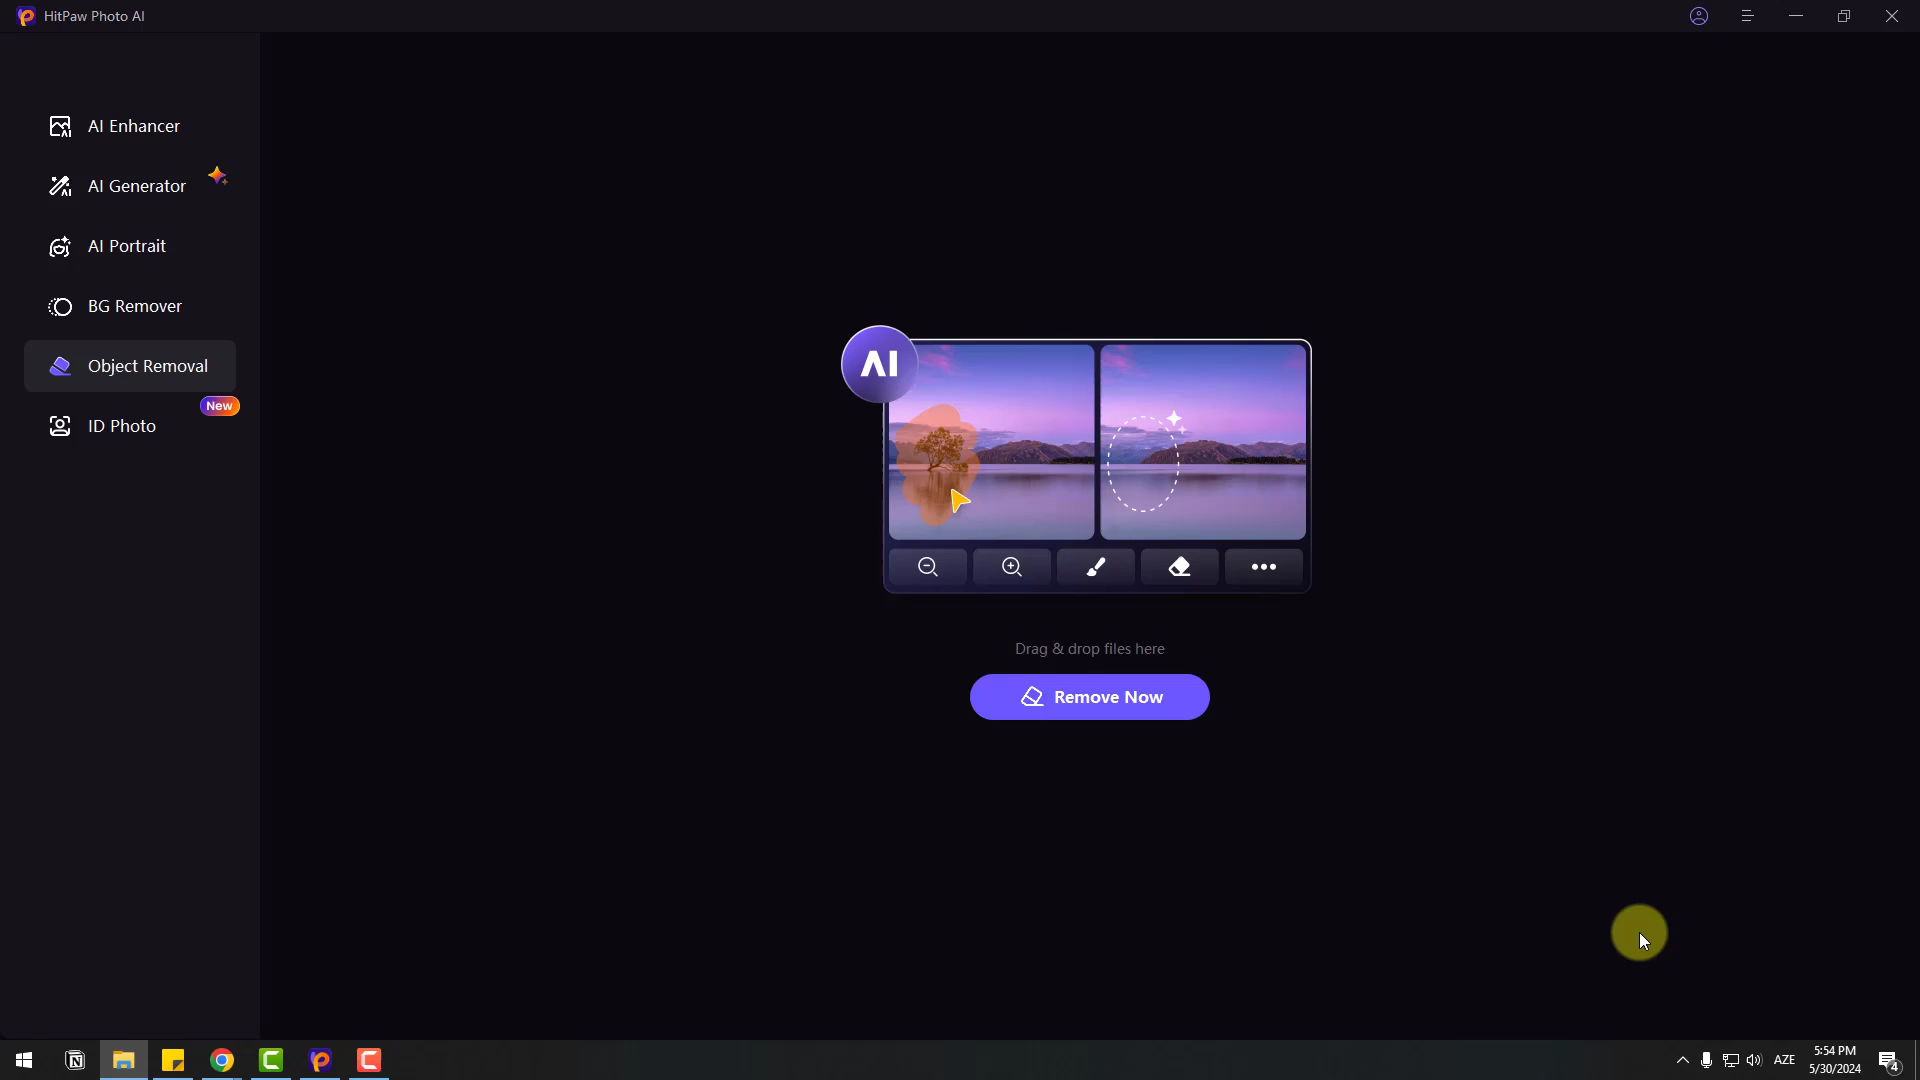 HitPaw Photo AI
AI Enhancer
AI Generator
AI Portrait
BG Remover
Object Removal
New
ID Photo
AI
Drag & drop files here
Remove Now
AZE
5:54 PM
5/30/2024
4